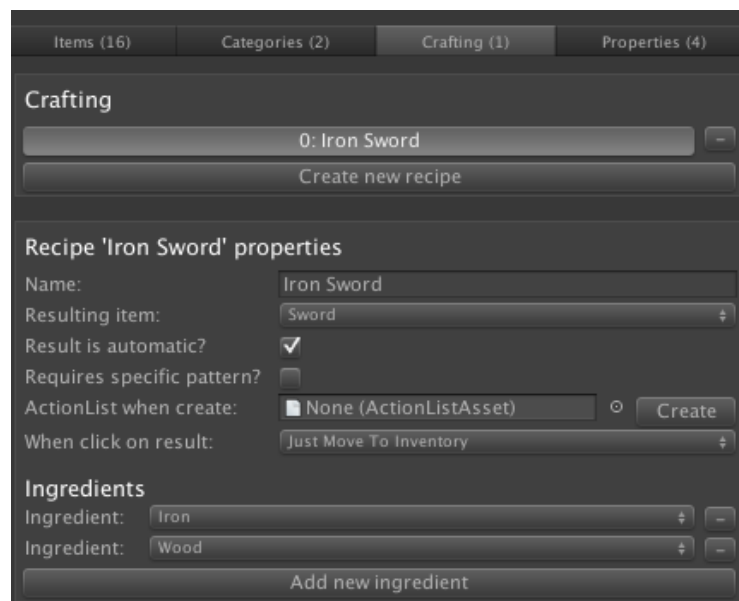 Items (16) Categories (2) Crafting (1) Properties (4)
Crafting
0: Iron Sword −
Create new recipe
Recipe 'Iron Sword' properties
Name: Iron Sword
Resulting item: Sword
Result is automatic?
Requires specific pattern?
ActionList when create: None (ActionListAsset) Create
When click on result: Just Move To Inventory
Ingredients
Ingredient: Iron −
Ingredient: Wood −
Add new ingredient